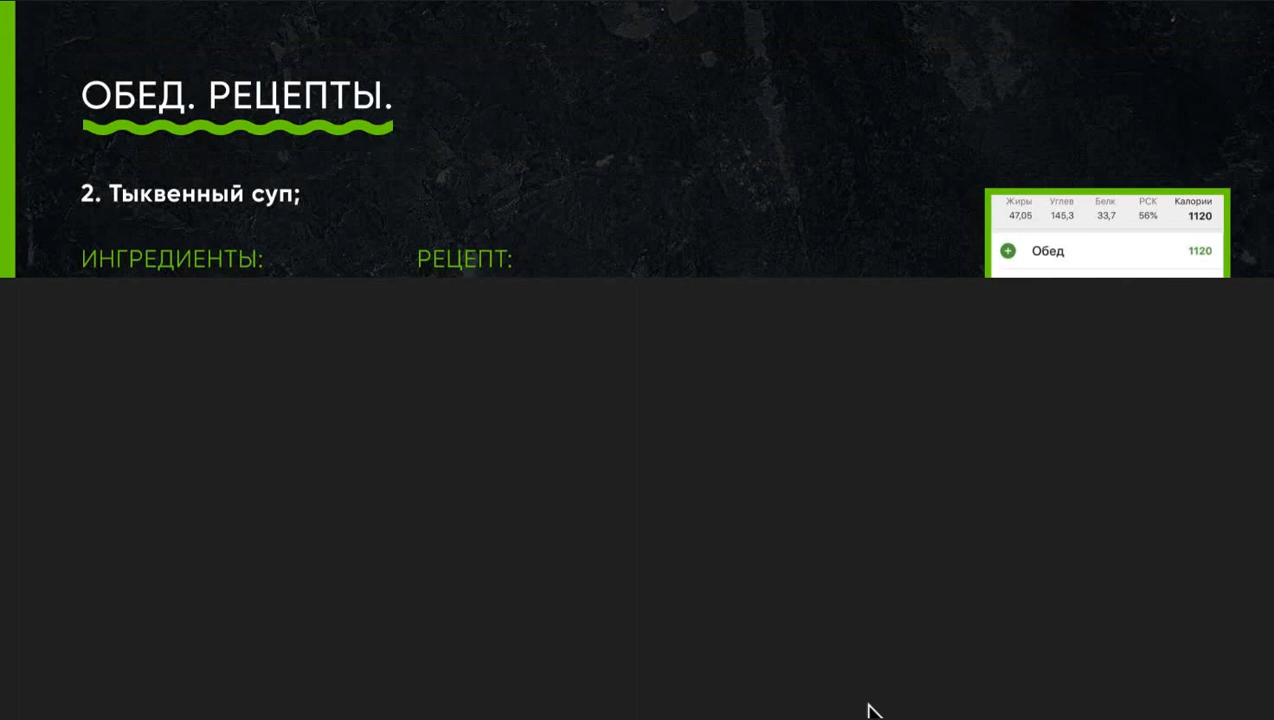 ОБЕД. РЕЦЕПТЫ.
2. Тыквенный суп;
ИНГРЕДИЕНТЫ:
РЕЦЕПТ:
Жиры Углев Белк РСК Калории
47,05 145,3 33,7 56% 1120
Обед 1120